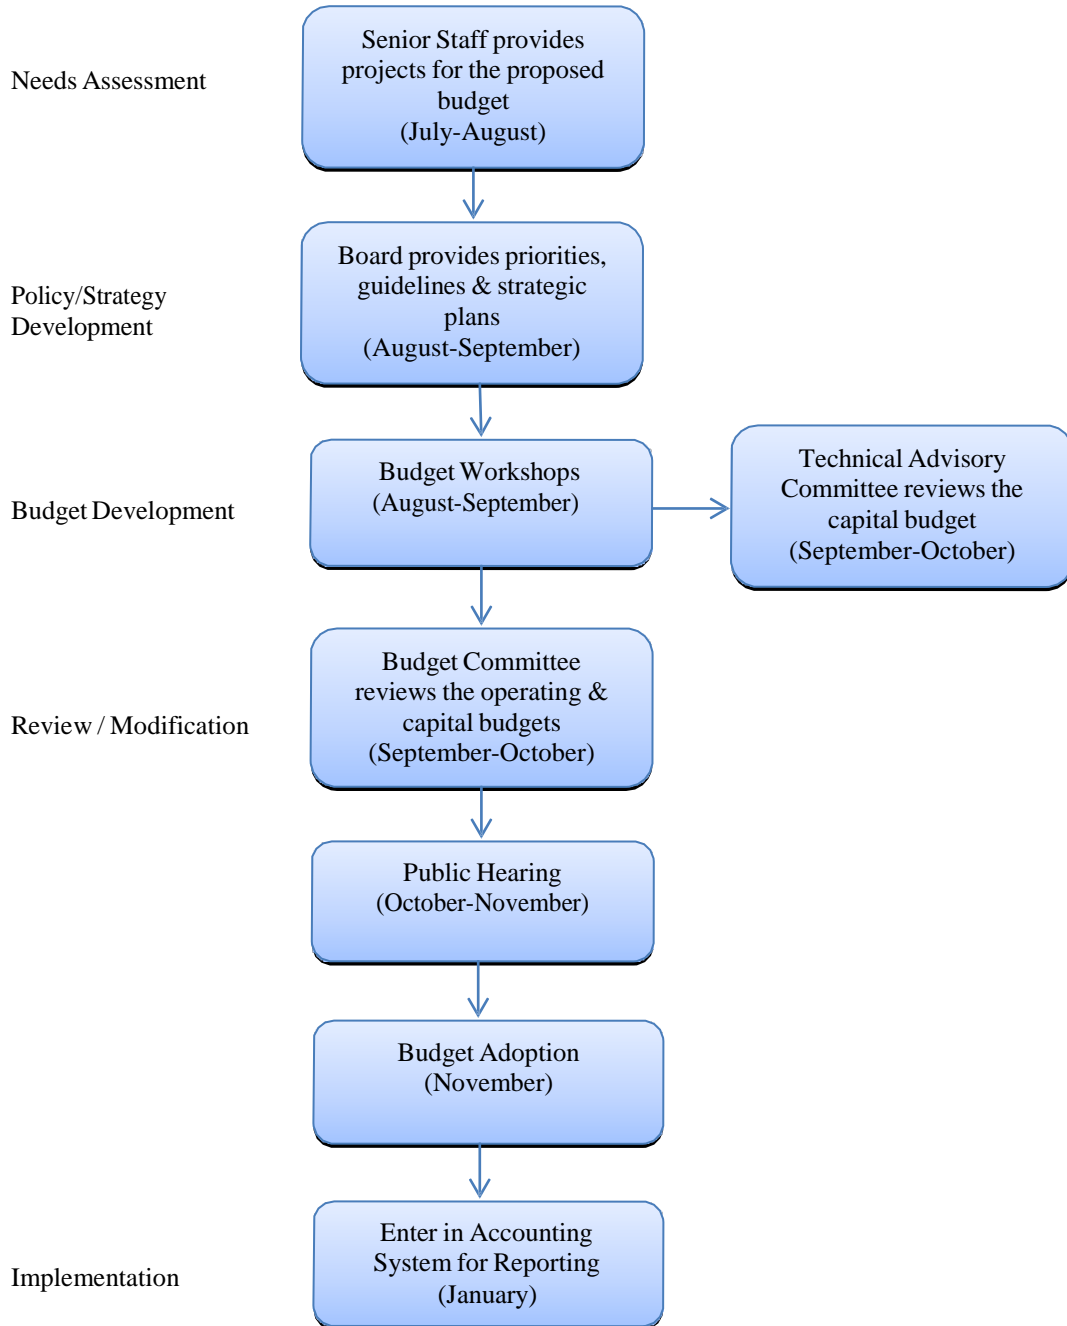 Needs Assessment
Senior Staff provides
projects for the proposed
budget
(July-August)
Policy/Strategy
Development
Board provides priorities,
guidelines & strategic
plans
(August-September)
Budget Development
Budget Workshops
(August-September)
Technical Advisory
Committee reviews the
capital budget
(September-October)
Review / Modification
Budget Committee
reviews the operating &
capital budgets
(September-October)
Public Hearing
(October-November)
Budget Adoption
(November)
Implementation
Enter in Accounting
System for Reporting
(January)